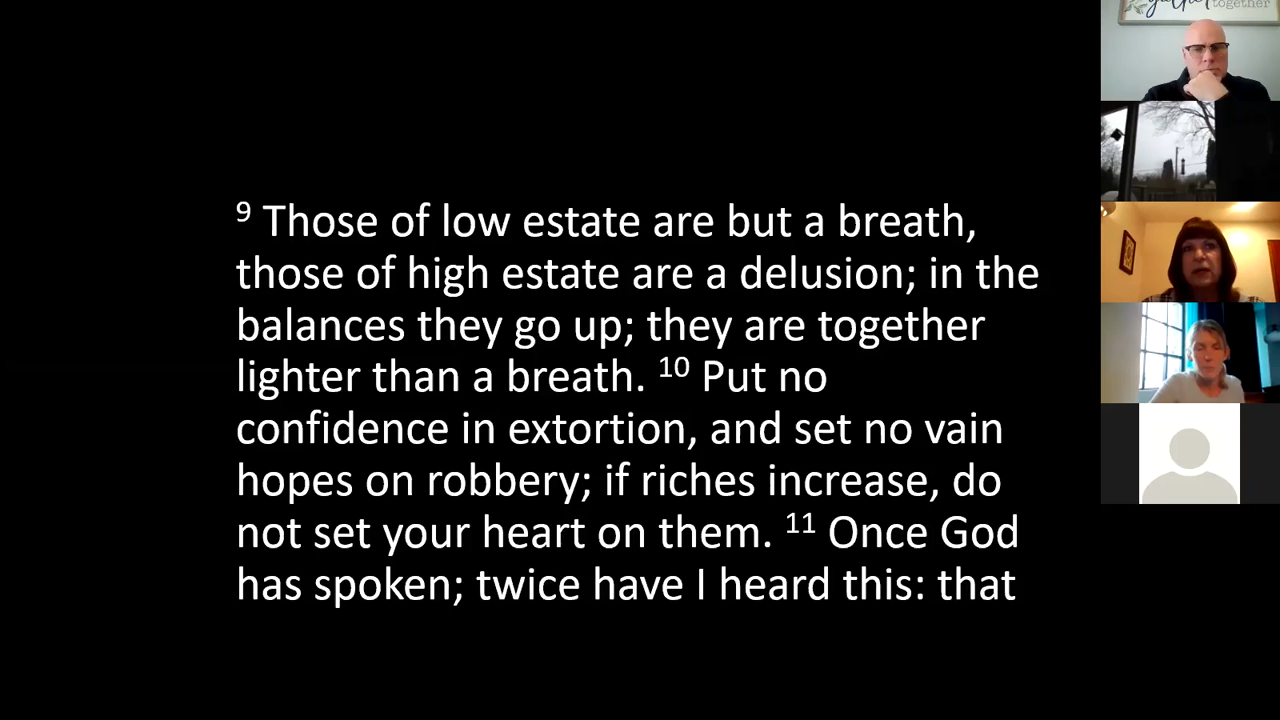 ⁹ Those of low estate are but a breath,
those of high estate are a delusion; in the
balances they go up; they are together
lighter than a breath. ¹⁰ Put no
confidence in extortion, and set no vain
hopes on robbery; if riches increase, do
not set your heart on them. ¹¹ Once God
has spoken; twice have I heard this: that
together